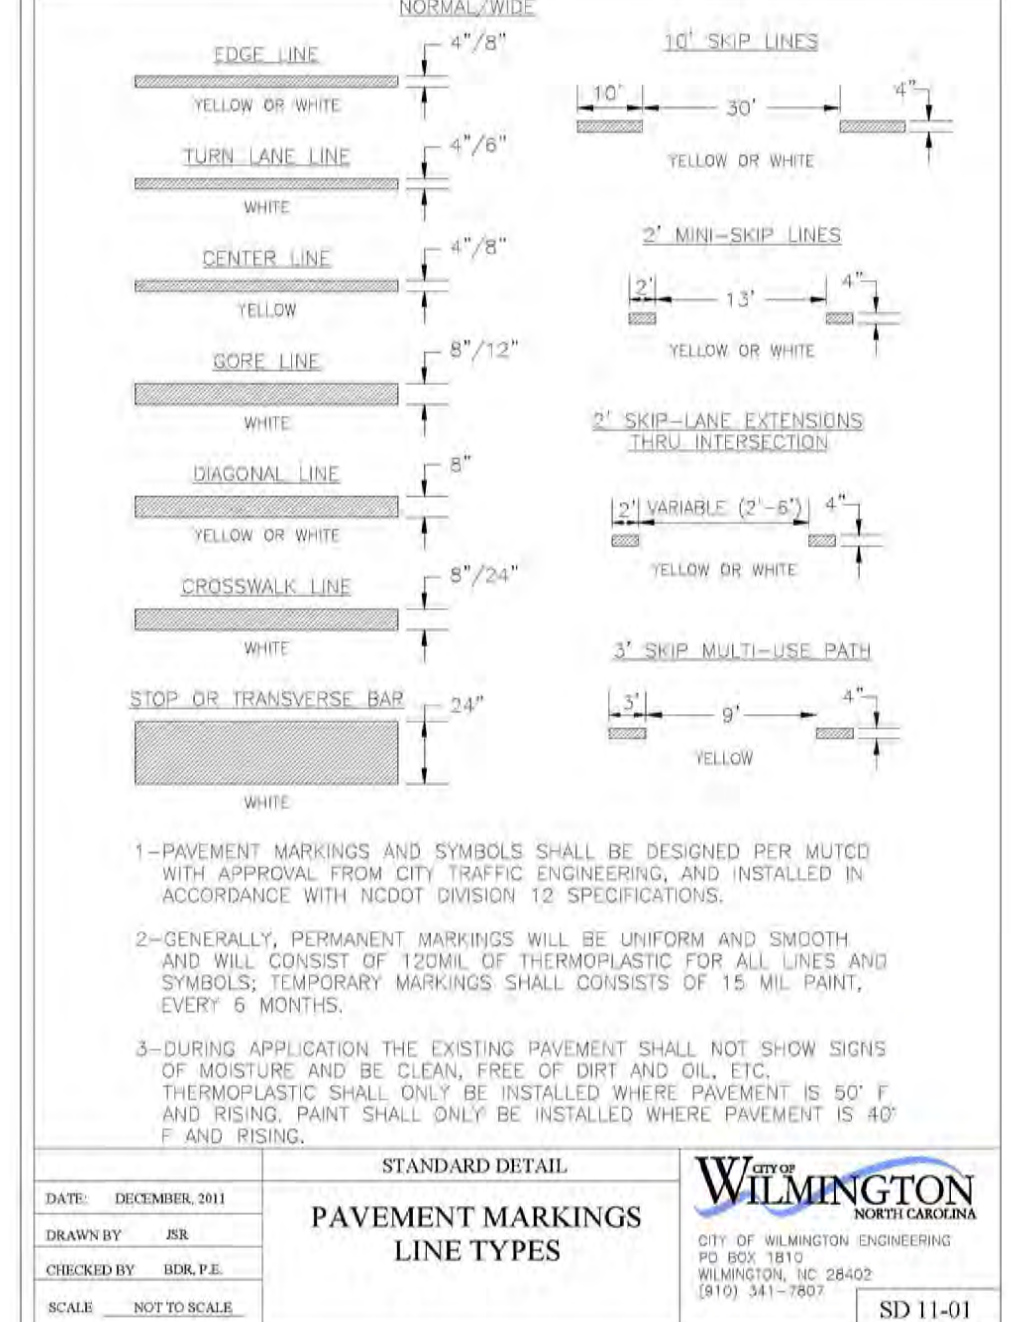 NORMAL/WIDE
EDGE LINE
4"/8"
YELLOW OR WHITE
TURN LANE LINE
4"/6"
WHITE
CENTER LINE
4"/8"
YELLOW
GORE LINE
8"/12"
WHITE
DIAGONAL LINE
8"
YELLOW OR WHITE
CROSSWALK LINE
8"/24"
WHITE
STOP OR TRANSVERSE BAR
24"
WHITE
10' SKIP LINES
10'
30'
4"
YELLOW OR WHITE
2' MINI-SKIP LINES
2'
13'
4"
YELLOW OR WHITE
2' SKIP-LANE EXTENSIONS
THRU INTERSECTION
2'
VARIABLE (2'-6')
4"
YELLOW OR WHITE
3' SKIP MULTI-USE PATH
3'
9'
4"
YELLOW
1-PAVEMENT MARKINGS AND SYMBOLS SHALL BE DESIGNED PER MUTCD
WITH APPROVAL FROM CITY TRAFFIC ENGINEERING, AND INSTALLED IN
ACCORDANCE WITH NCDOT DIVISION 12 SPECIFICATIONS.
2-GENERALLY, PERMANENT MARKINGS WILL BE UNIFORM AND SMOOTH
AND WILL CONSIST OF 120MIL OF THERMOPLASTIC FOR ALL LINES AND
SYMBOLS; TEMPORARY MARKINGS SHALL CONSISTS OF 15 MIL PAINT,
EVERY 6 MONTHS.
3-DURING APPLICATION THE EXISTING PAVEMENT SHALL NOT SHOW SIGNS
OF MOISTURE AND BE CLEAN, FREE OF DIRT AND OIL, ETC.
THERMOPLASTIC SHALL ONLY BE INSTALLED WHERE PAVEMENT IS 50° F
AND RISING. PAINT SHALL ONLY BE INSTALLED WHERE PAVEMENT IS 40°
F AND RISING.
DATE: DECEMBER, 2011
DRAWN BY JSR
CHECKED BY BDR, P.E.
SCALE NOT TO SCALE
STANDARD DETAIL
PAVEMENT MARKINGS
LINE TYPES
CITY OF
WILMINGTON
NORTH CAROLINA
CITY OF WILMINGTON ENGINEERING
PO BOX 1810
WILMINGTON, NC 28402
(910) 341-7807
SD 11-01